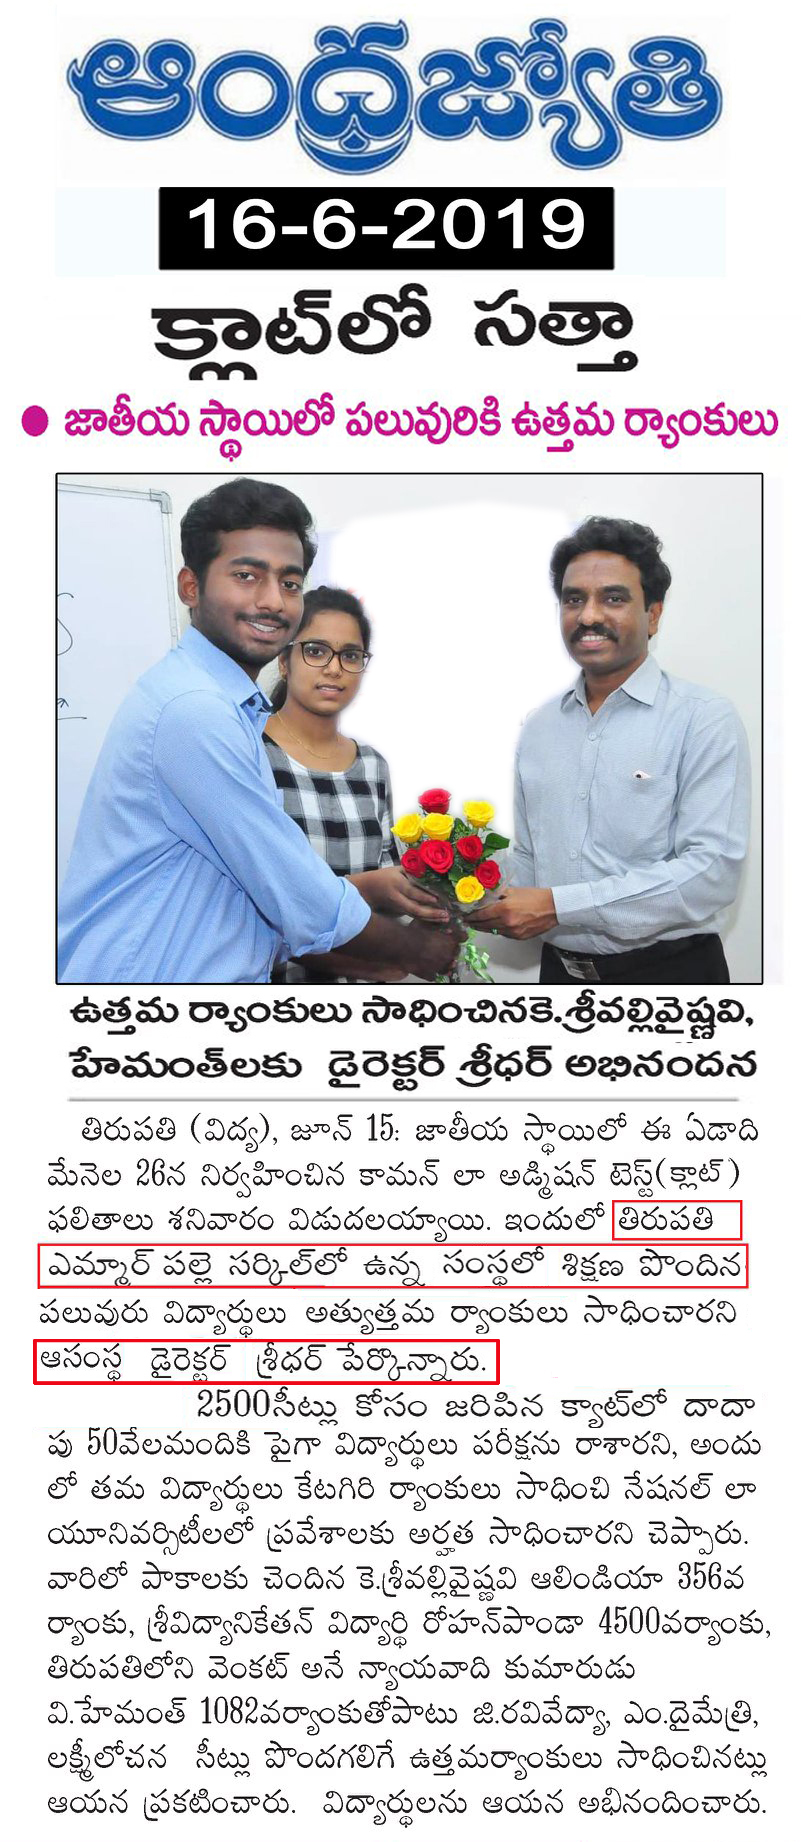 ఆంధ్రజ్యోతి
16-6-2019
క్లాట్‌లో సత్తా
● జాతీయ స్థాయిలో పలువురికి ఉత్తమ ర్యాంకులు
ఉత్తమ ర్యాంకులు సాధించినకె.శ్రీవల్లివైష్ణవి,
హేమంత్‌లకు డైరెక్టర్ శ్రీధర్ అభినందన
తిరుపతి (విద్య), జూన్ 15: జాతీయ స్థాయిలో ఈ ఏడాది
మేనెల 26న నిర్వహించిన కామన్ లా అడ్మిషన్ టెస్ట్(క్లాట్)
ఫలితాలు శనివారం విడుదలయ్యాయి. ఇందులో తిరుపతి
ఎమ్మార్ పల్లె సర్కిల్‌లో ఉన్న సంస్థలో శిక్షణ పొందిన
పలువురు విద్యార్థులు అత్యుత్తమ ర్యాంకులు సాధించారని
ఆసంస్థ డైరెక్టర్ శ్రీధర్ పేర్కొన్నారు.
2500సీట్లు కోసం జరిపిన క్యాట్‌లో దాదా
పు 50వేలమందికి పైగా విద్యార్థులు పరీక్షను రాశారని, అందు
లో తమ విద్యార్థులు కేటగిరి ర్యాంకులు సాధించి నేషనల్ లా
యూనివర్సిటీలలో ప్రవేశాలకు అర్హత సాధించారని చెప్పారు.
వారిలో పాకాలకు చెందిన కె.శ్రీవల్లివైష్ణవి ఆలిండియా 356వ
ర్యాంకు, శ్రీవిద్యానికేతన్ విద్యార్థి రోహన్‌పాండా 4500వర్యాంకు,
తిరుపతిలోని వెంకట్ అనే న్యాయవాది కుమారుడు
వి.హేమంత్ 1082వర్యాంకుతోపాటు జి.రవివేద్యా, ఎం.దైమేత్రి,
లక్ష్మీలోచన సీట్లు పొందగలిగే ఉత్తమర్యాంకులు సాధించినట్లు
ఆయన ప్రకటించారు. విద్యార్థులను ఆయన అభినందించారు.